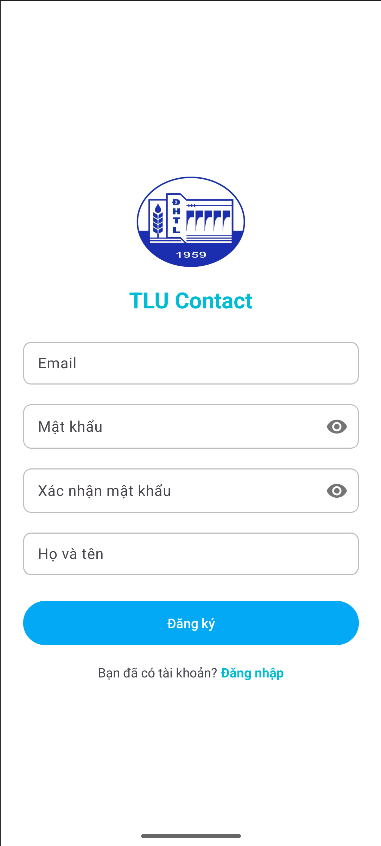 ĐHTL
1959
TLU Contact
Email
Mật khẩu
Xác nhận mật khẩu
Họ và tên
Đăng ký
Bạn đã có tài khoản? Đăng nhập